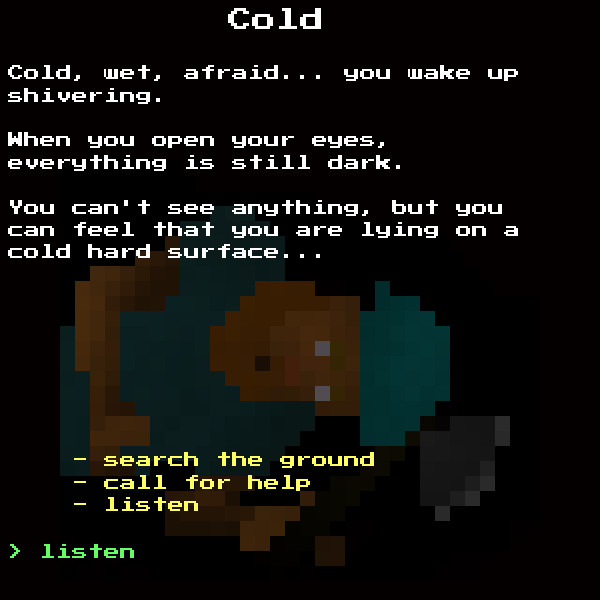 Cold
Cold, wet, afraid... you wake up
shivering.
When you open your eyes,
everything is still dark.
You can't see anything, but you
can feel that you are lying on a
cold hard surface...
- search the ground
- call for help
- listen
> listen